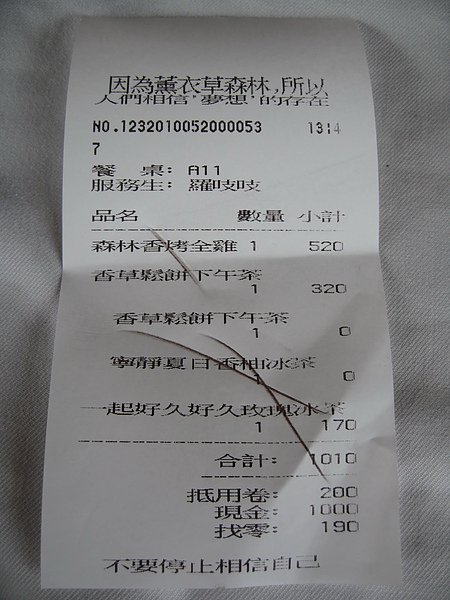 因為薰衣草森林,所以
人們相信"夢想"的存在
NO.1232010052000053 1314
7
餐 桌: A11
服務生: 羅吱吱
品名 數量 小計
森林香烤全雞 1 520
香草鬆餅下午茶
1 320
香草鬆餅下午茶
1 0
寧靜夏日香柚冰茶
1 0
一起好久好久玫瑰冰茶
1 170
合計: 1010
抵用卷: 200
現金: 1000
找零: 190
不要停止相信自己